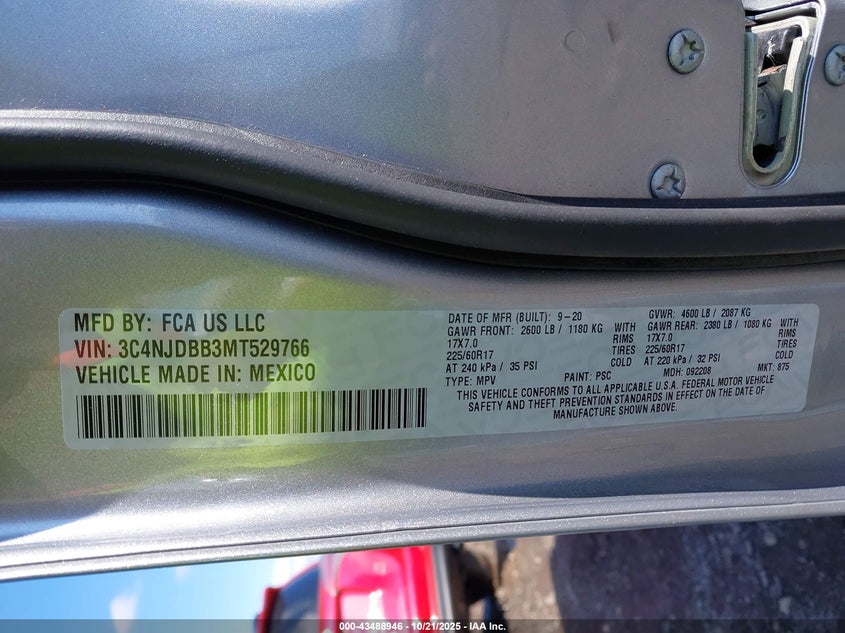 MFD BY: FCA US LLC
VIN: 3C4NJDBB3MT529766
VEHICLE MADE IN: MEXICO
DATE OF MFR (BUILT): 9-20 GVWR: 4600 LB / 2087 KG
GAWR FRONT: 2600 LB / 1180 KG WITH GAWR REAR: 2380 LB / 1080 KG WITH
17X7.0 RIMS 17X7.0 RIMS
225/60R17 TIRES 225/60R17 TIRES
AT 240 kPa / 35 PSI COLD AT 220 kPa / 32 PSI COLD
TYPE: MPV PAINT: PSC MDH: 092208 MKT: 875
THIS VEHICLE CONFORMS TO ALL APPLICABLE U.S.A. FEDERAL MOTOR VEHICLE
SAFETY AND THEFT PREVENTION STANDARDS IN EFFECT ON THE DATE OF
MANUFACTURE SHOWN ABOVE.
000-43488946 - 10/21/2025 - IAA Inc.